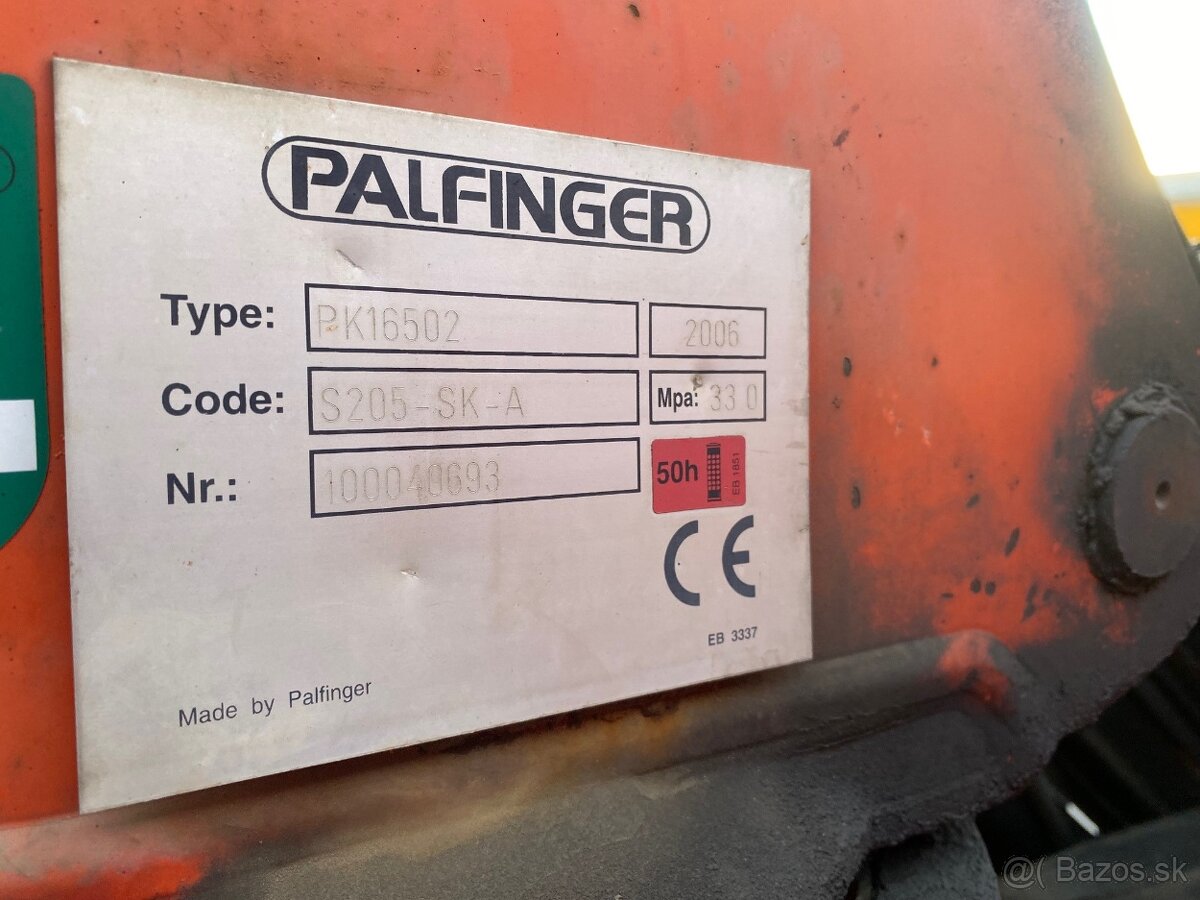 PALFINGER
Type: PK16502 2006
Code: S205-SK-A Mpa: 33 0
Nr.: 100040693
50h EB 1851
CE
EB 3337
Made by Palfinger
@( Bazos.sk